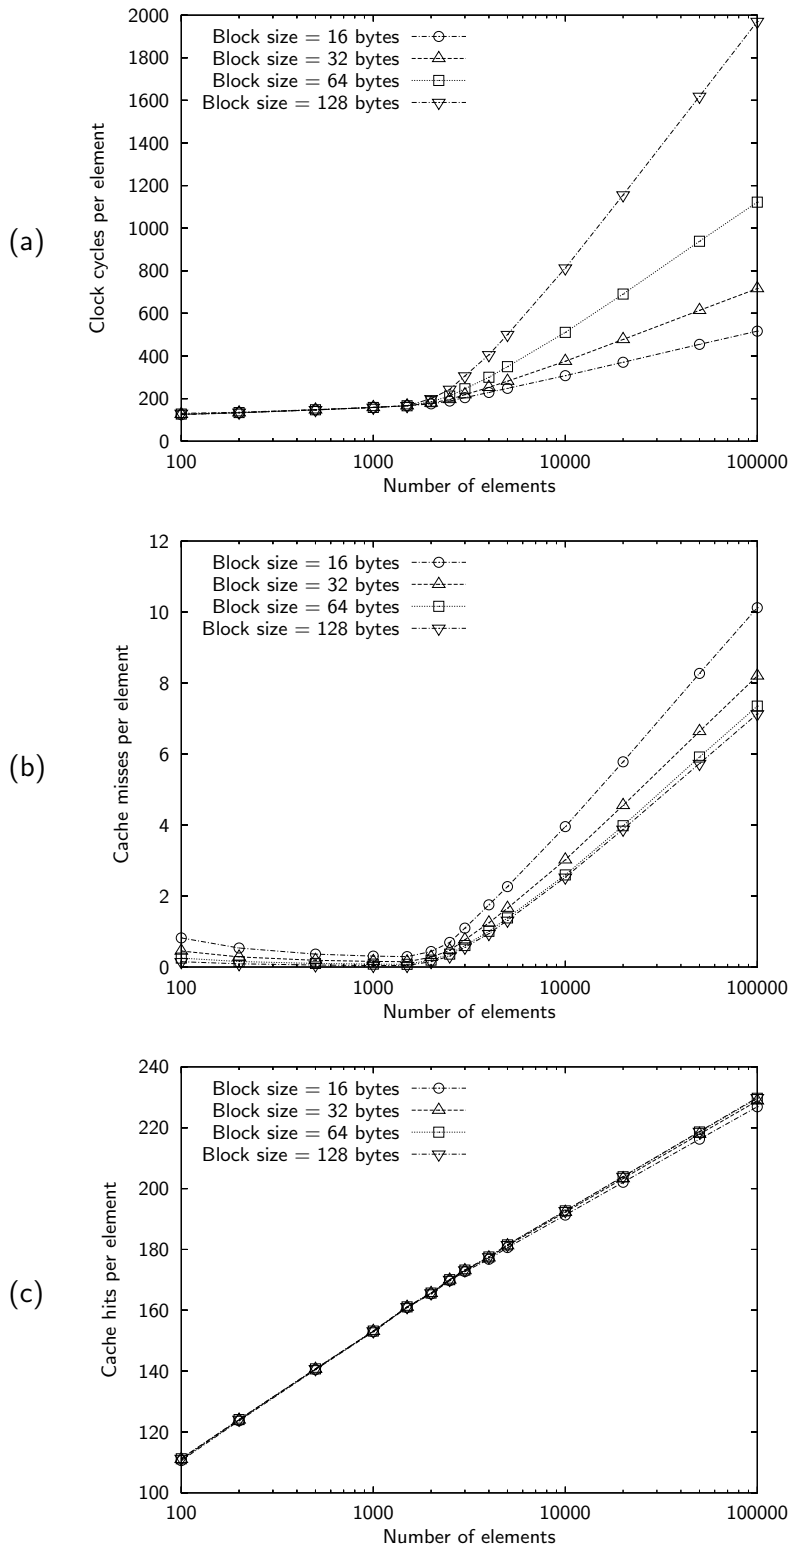 (a)
Clock cycles per element
2000
1800
1600
1400
1200
1000
800
600
400
200
0
Block size = 16 bytes
Block size = 32 bytes
Block size = 64 bytes
Block size = 128 bytes
100 1000 10000 100000
Number of elements
(b)
Cache misses per element
12
10
8
6
4
2
0
Block size = 16 bytes
Block size = 32 bytes
Block size = 64 bytes
Block size = 128 bytes
100 1000 10000 100000
Number of elements
(c)
Cache hits per element
240
220
200
180
160
140
120
100
Block size = 16 bytes
Block size = 32 bytes
Block size = 64 bytes
Block size = 128 bytes
100 1000 10000 100000
Number of elements